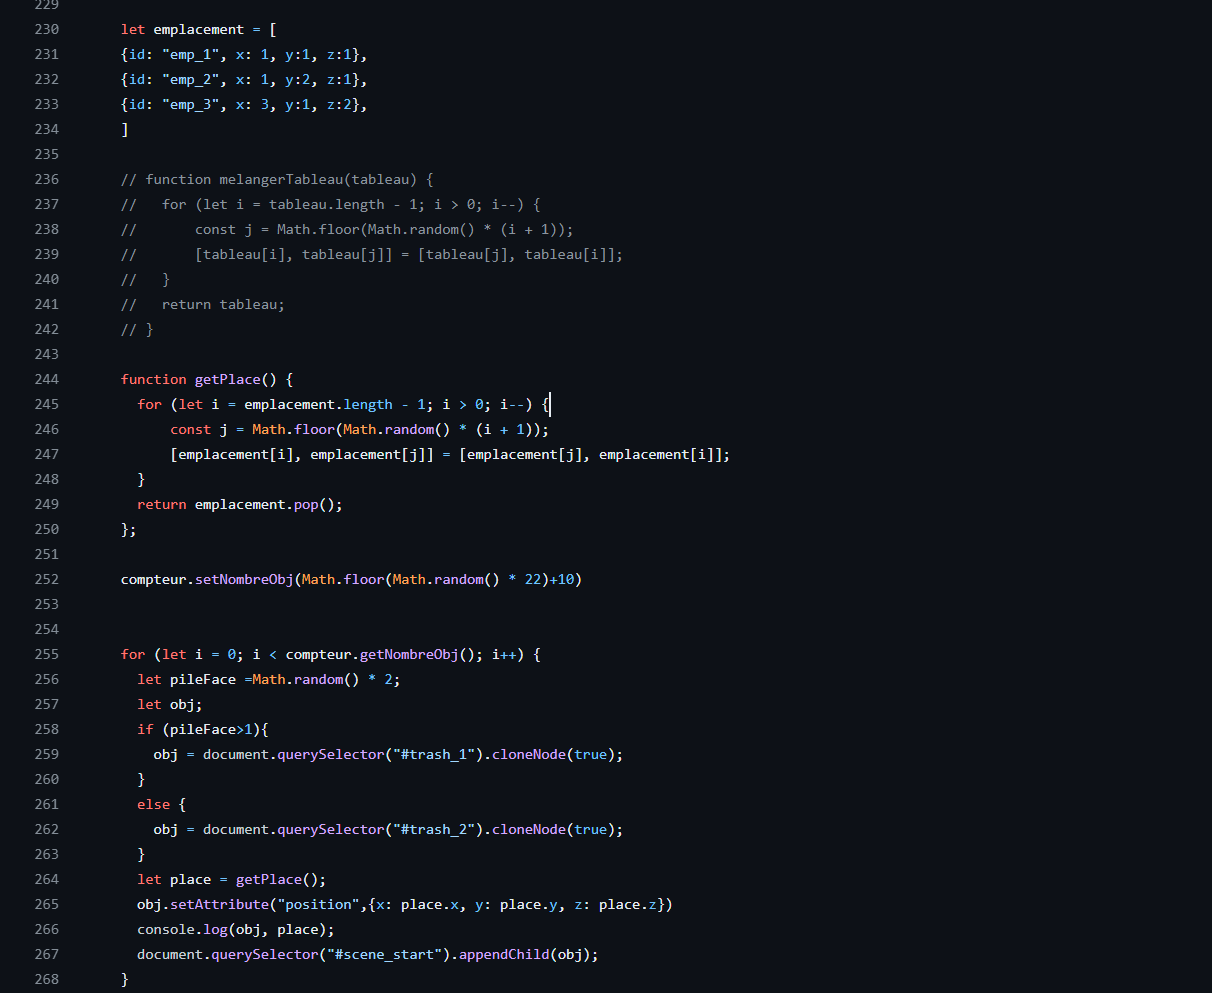 229
230 let emplacement = [
231 {id: "emp_1", x: 1, y:1, z:1},
232 {id: "emp_2", x: 1, y:2, z:1},
233 {id: "emp_3", x: 3, y:1, z:2},
234 ]
235
236 // function melangerTableau(tableau) {
237 //   for (let i = tableau.length - 1; i > 0; i--) {
238 //       const j = Math.floor(Math.random() * (i + 1));
239 //       [tableau[i], tableau[j]] = [tableau[j], tableau[i]];
240 //   }
241 //   return tableau;
242 // }
243
244 function getPlace() {
245   for (let i = emplacement.length - 1; i > 0; i--) {
246       const j = Math.floor(Math.random() * (i + 1));
247       [emplacement[i], emplacement[j]] = [emplacement[j], emplacement[i]];
248   }
249   return emplacement.pop();
250 };
251
252 compteur.setNombreObj(Math.floor(Math.random() * 22)+10)
253
254
255 for (let i = 0; i < compteur.getNombreObj(); i++) {
256   let pileFace =Math.random() * 2;
257   let obj;
258   if (pileFace>1){
259     obj = document.querySelector("#trash_1").cloneNode(true);
260   }
261   else {
262     obj = document.querySelector("#trash_2").cloneNode(true);
263   }
264   let place = getPlace();
265   obj.setAttribute("position",{x: place.x, y: place.y, z: place.z})
266   console.log(obj, place);
267   document.querySelector("#scene_start").appendChild(obj);
268 }